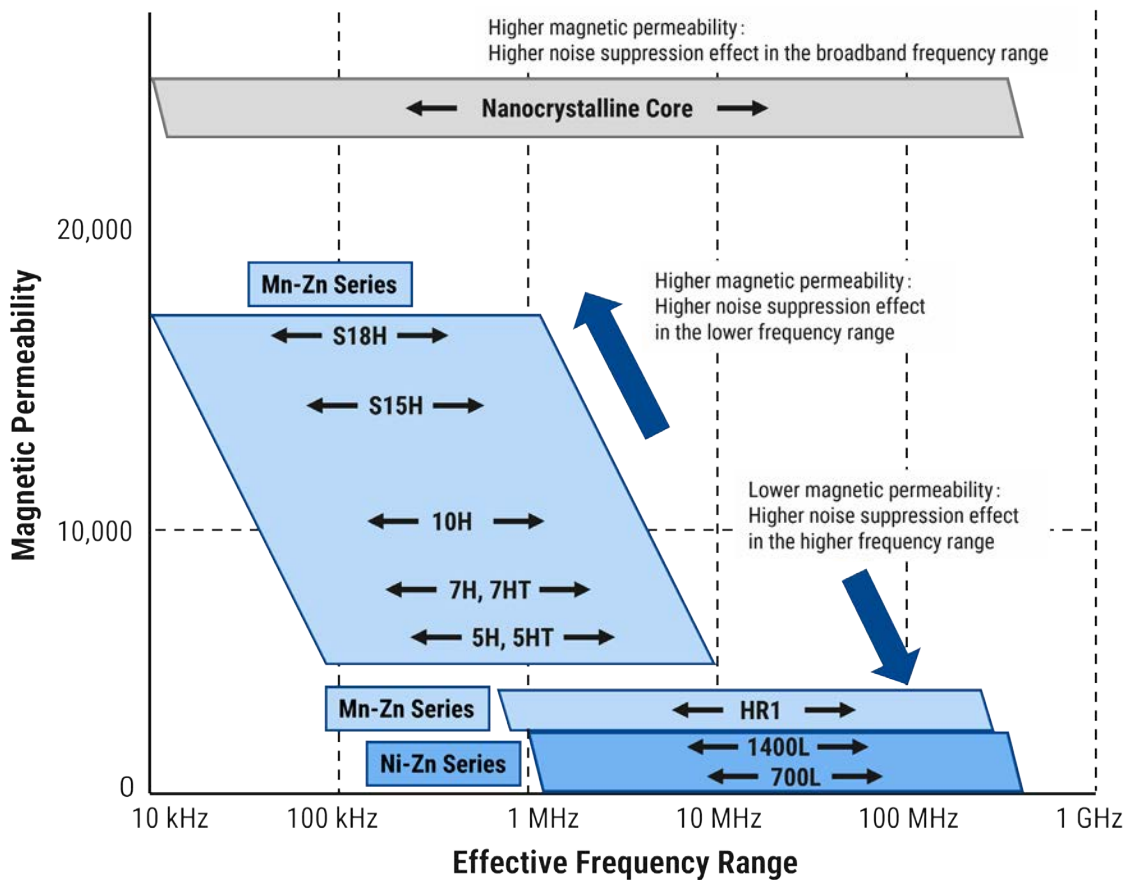 Higher magnetic permeability:
Higher noise suppression effect in the broadband frequency range
Nanocrystalline Core
20,000
Mn-Zn Series
Higher magnetic permeability:
Higher noise suppression effect
in the lower frequency range
S18H
S15H
Magnetic Permeability
Lower magnetic permeability:
Higher noise suppression effect
in the higher frequency range
10,000
10H
7H, 7HT
5H, 5HT
Mn-Zn Series
HR1
Ni-Zn Series
1400L
700L
0
10 kHz
100 kHz
1 MHz
10 MHz
100 MHz
1 GHz
Effective Frequency Range